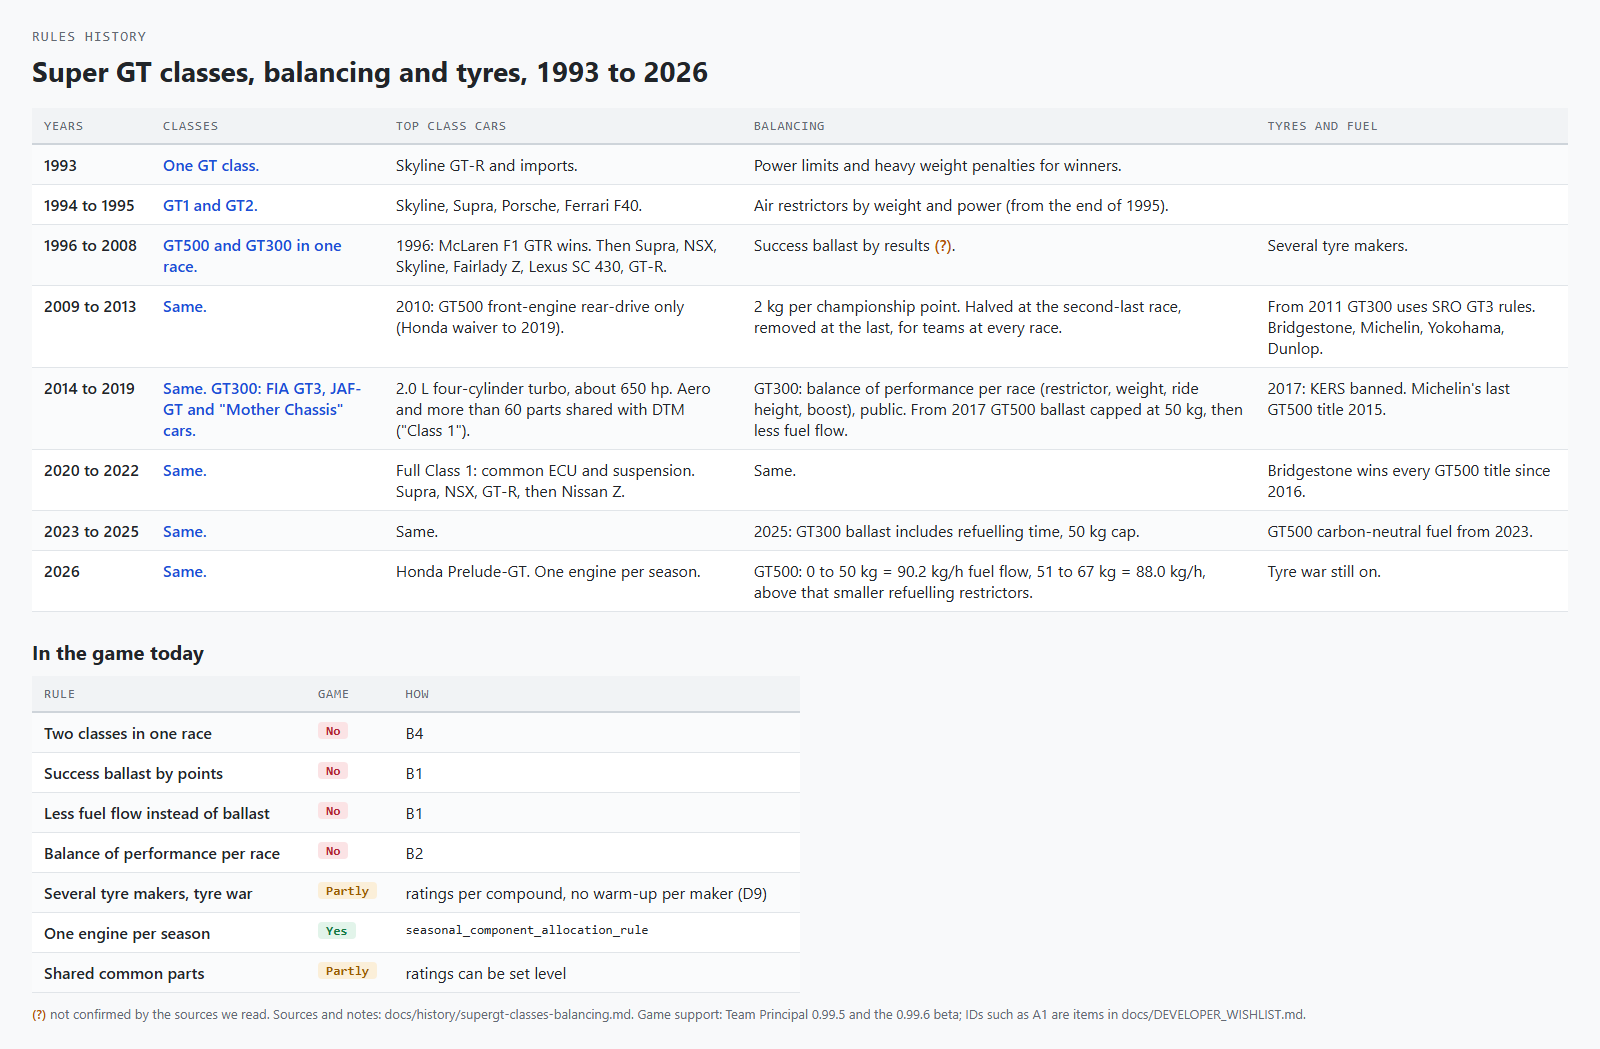 RULES HISTORY
Super GT classes, balancing and tyres, 1993 to 2026
YEARS CLASSES TOP CLASS CARS BALANCING TYRES AND FUEL
1993 One GT class. Skyline GT-R and imports. Power limits and heavy weight penalties for winners.
1994 to 1995 GT1 and GT2. Skyline, Supra, Porsche, Ferrari F40. Air restrictors by weight and power (from the end of 1995).
1996 to 2008 GT500 and GT300 in one 1996: McLaren F1 GTR wins. Then Supra, NSX, Success ballast by results (?). Several tyre makers.
race. Skyline, Fairlady Z, Lexus SC 430, GT-R.
2009 to 2013 Same. 2010: GT500 front-engine rear-drive only 2 kg per championship point. Halved at the second-last race, From 2011 GT300 uses SRO GT3 rules.
(Honda waiver to 2019). removed at the last, for teams at every race. Bridgestone, Michelin, Yokohama,
Dunlop.
2014 to 2019 Same. GT300: FIA GT3, JAF- 2.0 L four-cylinder turbo, about 650 hp. Aero GT300: balance of performance per race (restrictor, weight, ride 2017: KERS banned. Michelin's last
GT and "Mother Chassis" and more than 60 parts shared with DTM height, boost), public. From 2017 GT500 ballast capped at 50 kg, then GT500 title 2015.
cars. ("Class 1"). less fuel flow.
2020 to 2022 Same. Full Class 1: common ECU and suspension. Same. Bridgestone wins every GT500 title since
Supra, NSX, GT-R, then Nissan Z. 2016.
2023 to 2025 Same. Same. 2025: GT300 ballast includes refuelling time, 50 kg cap. GT500 carbon-neutral fuel from 2023.
2026 Same. Honda Prelude-GT. One engine per season. GT500: 0 to 50 kg = 90.2 kg/h fuel flow, 51 to 67 kg = 88.0 kg/h, Tyre war still on.
above that smaller refuelling restrictors.
In the game today
RULE GAME HOW
Two classes in one race No B4
Success ballast by points No B1
Less fuel flow instead of ballast No B1
Balance of performance per race No B2
Several tyre makers, tyre war Partly ratings per compound, no warm-up per maker (D9)
One engine per season Yes seasonal_component_allocation_rule
Shared common parts Partly ratings can be set level
(?) not confirmed by the sources we read. Sources and notes: docs/history/supergt-classes-balancing.md. Game support: Team Principal 0.99.5 and the 0.99.6 beta; IDs such as A1 are items in docs/DEVELOPER_WISHLIST.md.